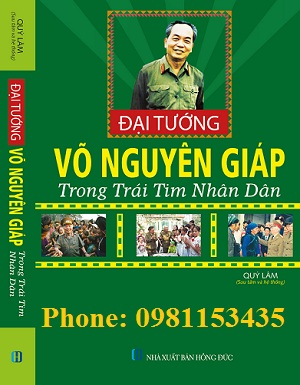 QUÝ LÂM
(Sưu tầm và hệ thống)
ĐẠI TƯỚNG
VÕ NGUYÊN GIÁP
Trong Trái Tim
Nhân Dân
ĐẠI TƯỚNG
VÕ NGUYÊN GIÁP
Trong Trái Tim Nhân Dân
QUÝ LÂM
(Sưu tầm và hệ thống)
Phone: 0981153435
NHÀ XUẤT BẢN HỒNG ĐỨC